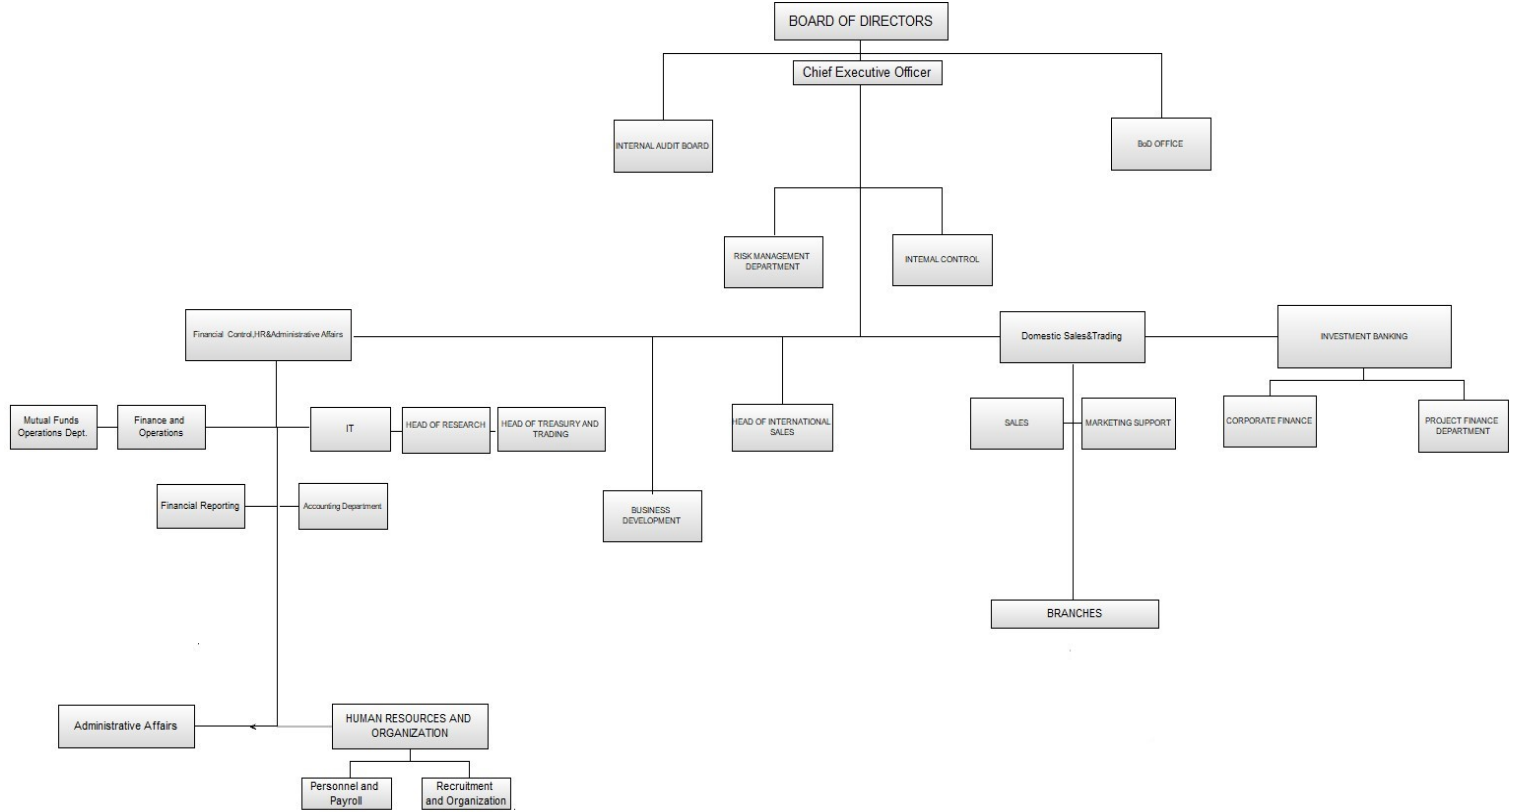 BOARD OF DIRECTORS
Chief Executive Officer
INTERNAL AUDIT BOARD
BoD OFFİCE
RISK MANAGEMENT
DEPARTMENT
INTEMAL CONTROL
Financial Control,HR&Administrative Affairs
Domestic Sales&Trading
INVESTMENT BANKING
Mutual Funds
Operations Dept.
Finance and
Operations
IT
HEAD OF RESEARCH
HEAD OF TREASURY AND
TRADING
HEAD OF INTERNATIONAL
SALES
SALES
MARKETING SUPPORT
CORPORATE FINANCE
PROJECT FINANCE
DEPARTMENT
Financial Reporting
Accounting Department
BUSINESS
DEVELOPMENT
BRANCHES
Administrative Affairs
HUMAN RESOURCES AND
ORGANIZATION
Personnel and
Payroll
Recruitment
and Organization